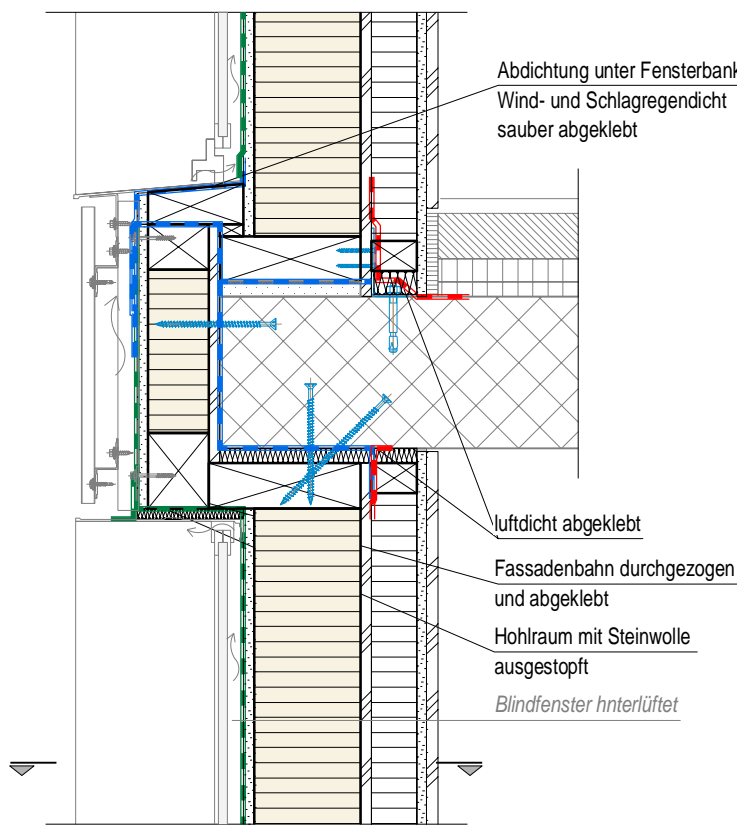 Abdichtung unter Fensterbank
Wind- und Schlagregendicht
sauber abgeklebt
luftdicht abgeklebt
Fassadenbahn durchgezogen
und abgeklebt
Hohlraum mit Steinwolle
ausgestopft
Blindfenster hnterlüftet